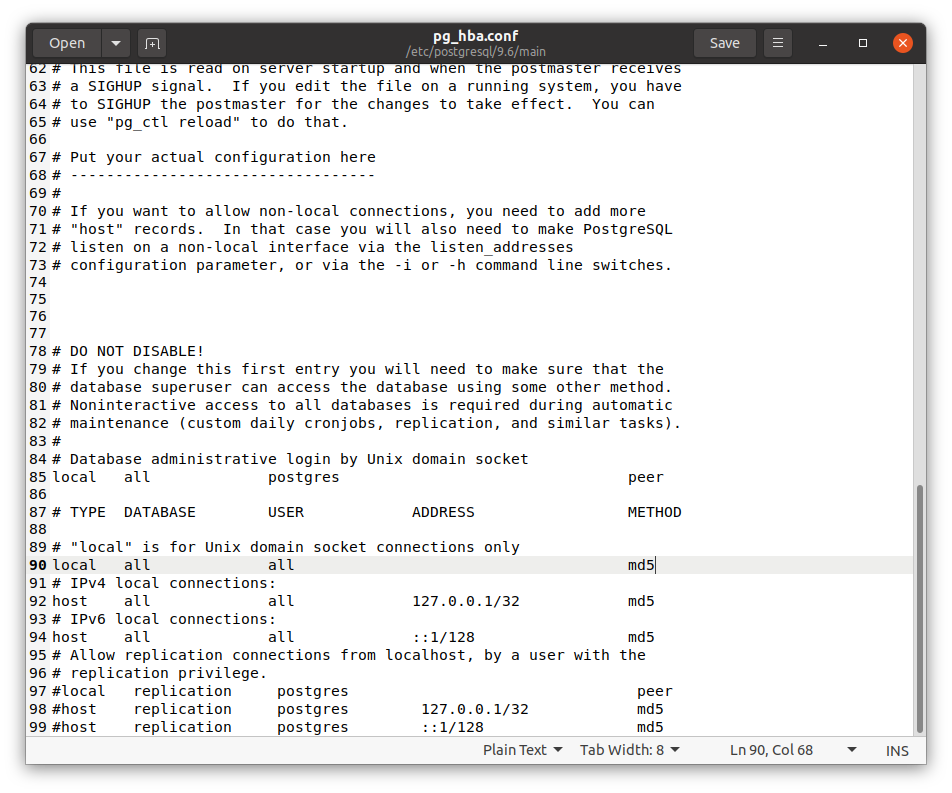 Open
pg_hba.conf
/etc/postgresql/9.6/main
Save
62 # This file is read on server startup and when the postmaster receives
63 # a SIGHUP signal.  If you edit the file on a running system, you have
64 # to SIGHUP the postmaster for the changes to take effect.  You can
65 # use "pg_ctl reload" to do that.
66
67 # Put your actual configuration here
68 # ----------------------------------
69 #
70 # If you want to allow non-local connections, you need to add more
71 # "host" records.  In that case you will also need to make PostgreSQL
72 # listen on a non-local interface via the listen_addresses
73 # configuration parameter, or via the -i or -h command line switches.
74
75
76
77
78 # DO NOT DISABLE!
79 # If you change this first entry you will need to make sure that the
80 # database superuser can access the database using some other method.
81 # Noninteractive access to all databases is required during automatic
82 # maintenance (custom daily cronjobs, replication, and similar tasks).
83 #
84 # Database administrative login by Unix domain socket
85 local   all             postgres                                peer
86
87 # TYPE  DATABASE        USER            ADDRESS                 METHOD
88
89 # "local" is for Unix domain socket connections only
90 local   all             all                                     md5
91 # IPv4 local connections:
92 host    all             all             127.0.0.1/32            md5
93 # IPv6 local connections:
94 host    all             all             ::1/128                 md5
95 # Allow replication connections from localhost, by a user with the
96 # replication privilege.
97 #local   replication     postgres                                peer
98 #host    replication     postgres        127.0.0.1/32            md5
99 #host    replication     postgres        ::1/128                 md5
Plain Text
Tab Width: 8
Ln 90, Col 68
INS